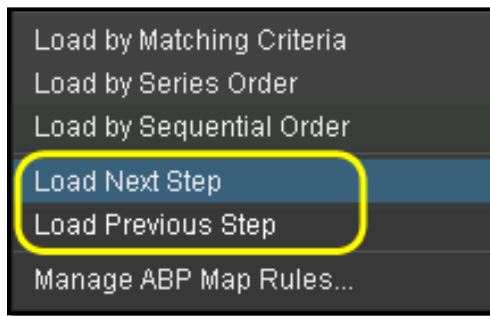 Load by Matching Criteria
Load by Series Order
Load by Sequential Order
Load Next Step
Load Previous Step
Manage ABP Map Rules...